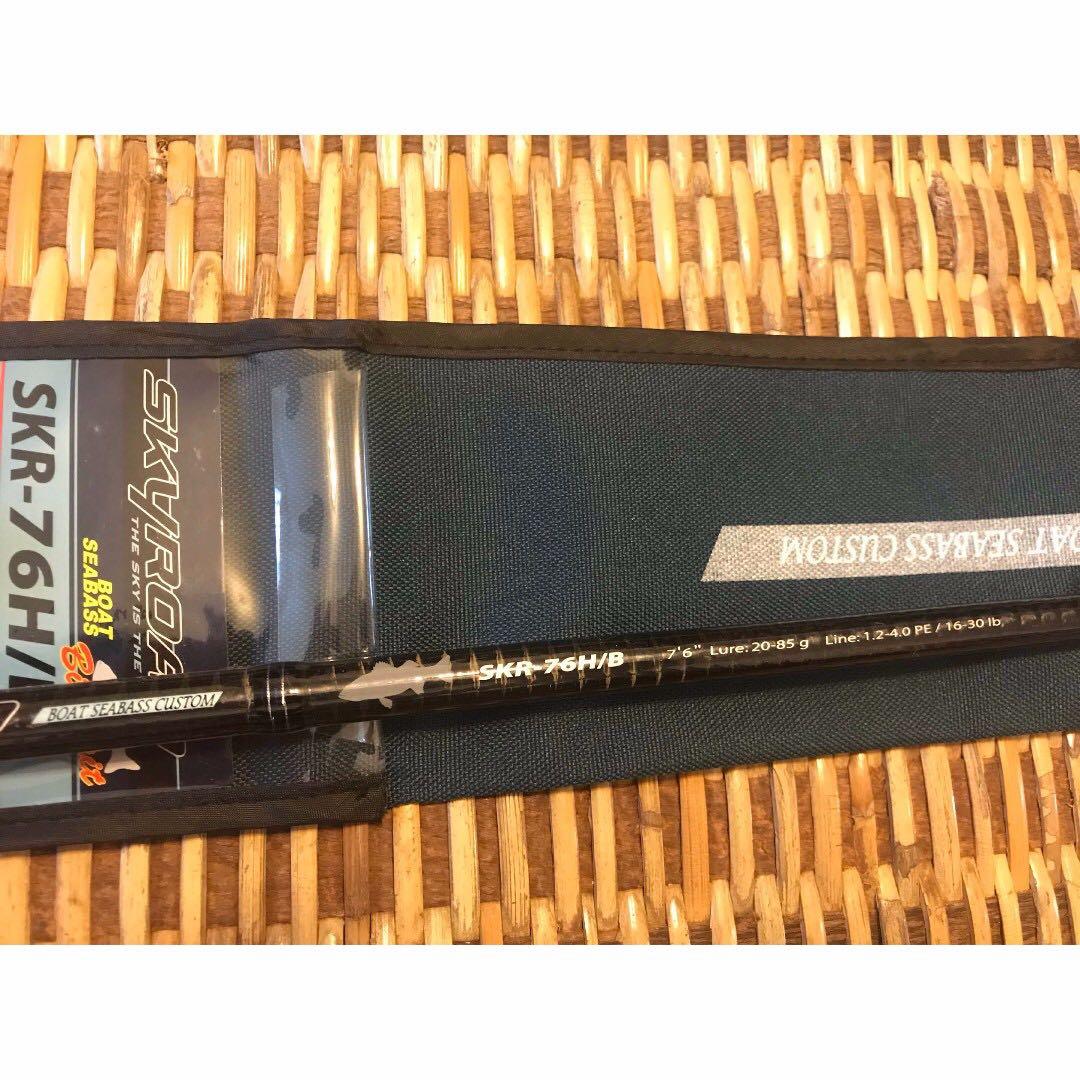 SKR-76H/
BOAT
SEABASS
SKYROA
THE SKY IS THE
SEABASS CUSTOM
BOAT SEABASS CUSTOM
SKR-76H/B 7'6" Lure: 20-85 g Line: 1.2-4.0 PE / 16-30 lb,